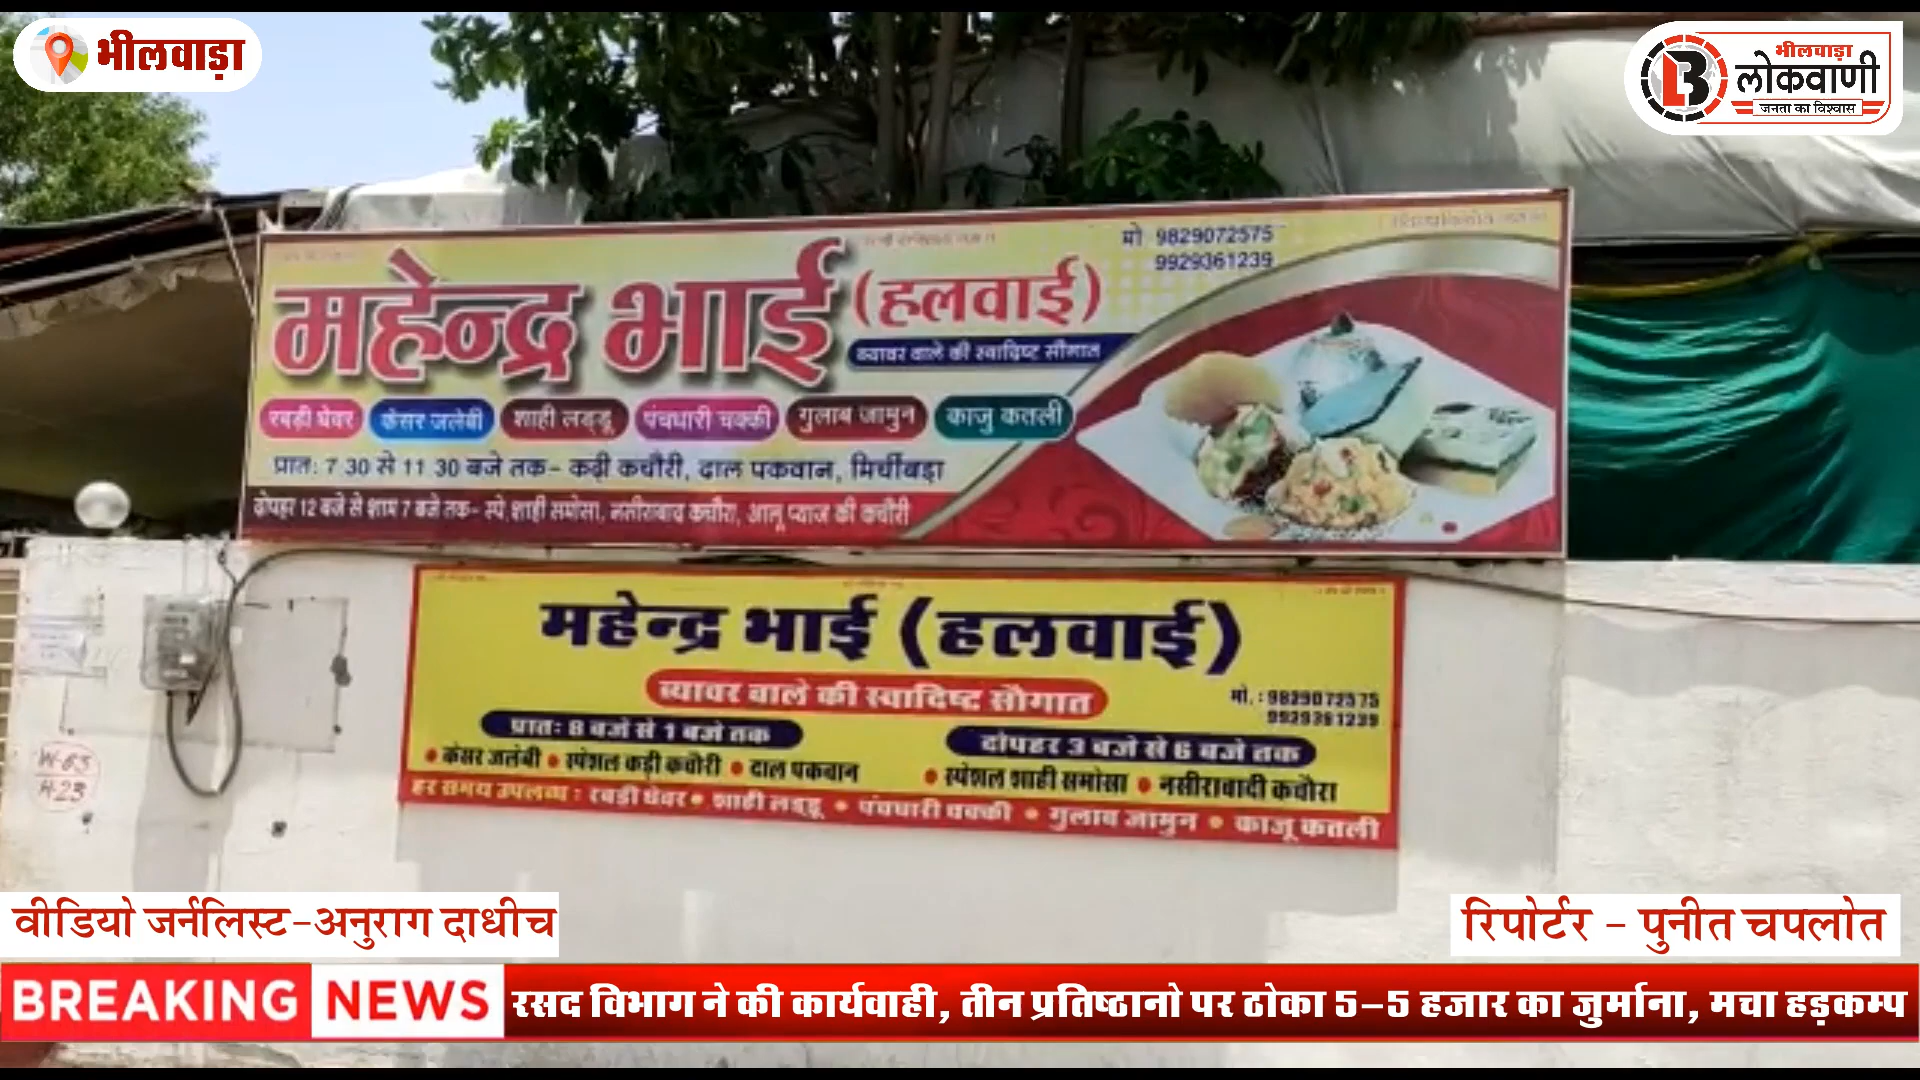 भीलवाड़ा
भीलवाड़ा
लोकवाणी
जनता का विश्वास
मो 9829072575
9929361239
महेन्द्र भाई (हलवाई)
ब्यावर वाले की स्वादिष्ट सौगात
रबड़ी घेवर केसर जलेबी शाही लड्डू पंचधारी चक्की गुलाब जामुन काजु कतली
प्रातः 7 30 से 11 30 बजे तक- कढ़ी कचौरी, दाल पकवान, मिर्चीबड़ा
दोपहर 12 बजे से शाम 7 बजे तक- स्पे. शाही समोसा, नसीराबाद कचौरा, आलू प्याज की कचौरी
महेन्द्र भाई (हलवाई)
ब्यावर वाले की स्वादिष्ट सौगात
मो. : 9829072575
9929361239
प्रातः 8 बजे से 1 बजे तक
दोपहर 3 बजे से 6 बजे तक
• केसर जलेबी • स्पेशल कढ़ी कचोरी • दाल पकवान
• स्पेशल शाही समोसा • नसीराबादी कचौरा
हर समय उपलब्ध : रबडी घेवर • शाही लड्डू • पंचधारी चक्की • गुलाब जामुन • काजू कतली
W-63
H-23
वीडियो जर्नलिस्ट-अनुराग दाधीच
रिपोर्टर - पुनीत चपलोत
BREAKING NEWS
रसद विभाग ने की कार्यवाही, तीन प्रतिष्ठानो पर ठोका 5-5 हजार का जुर्माना, मचा हड़कम्प